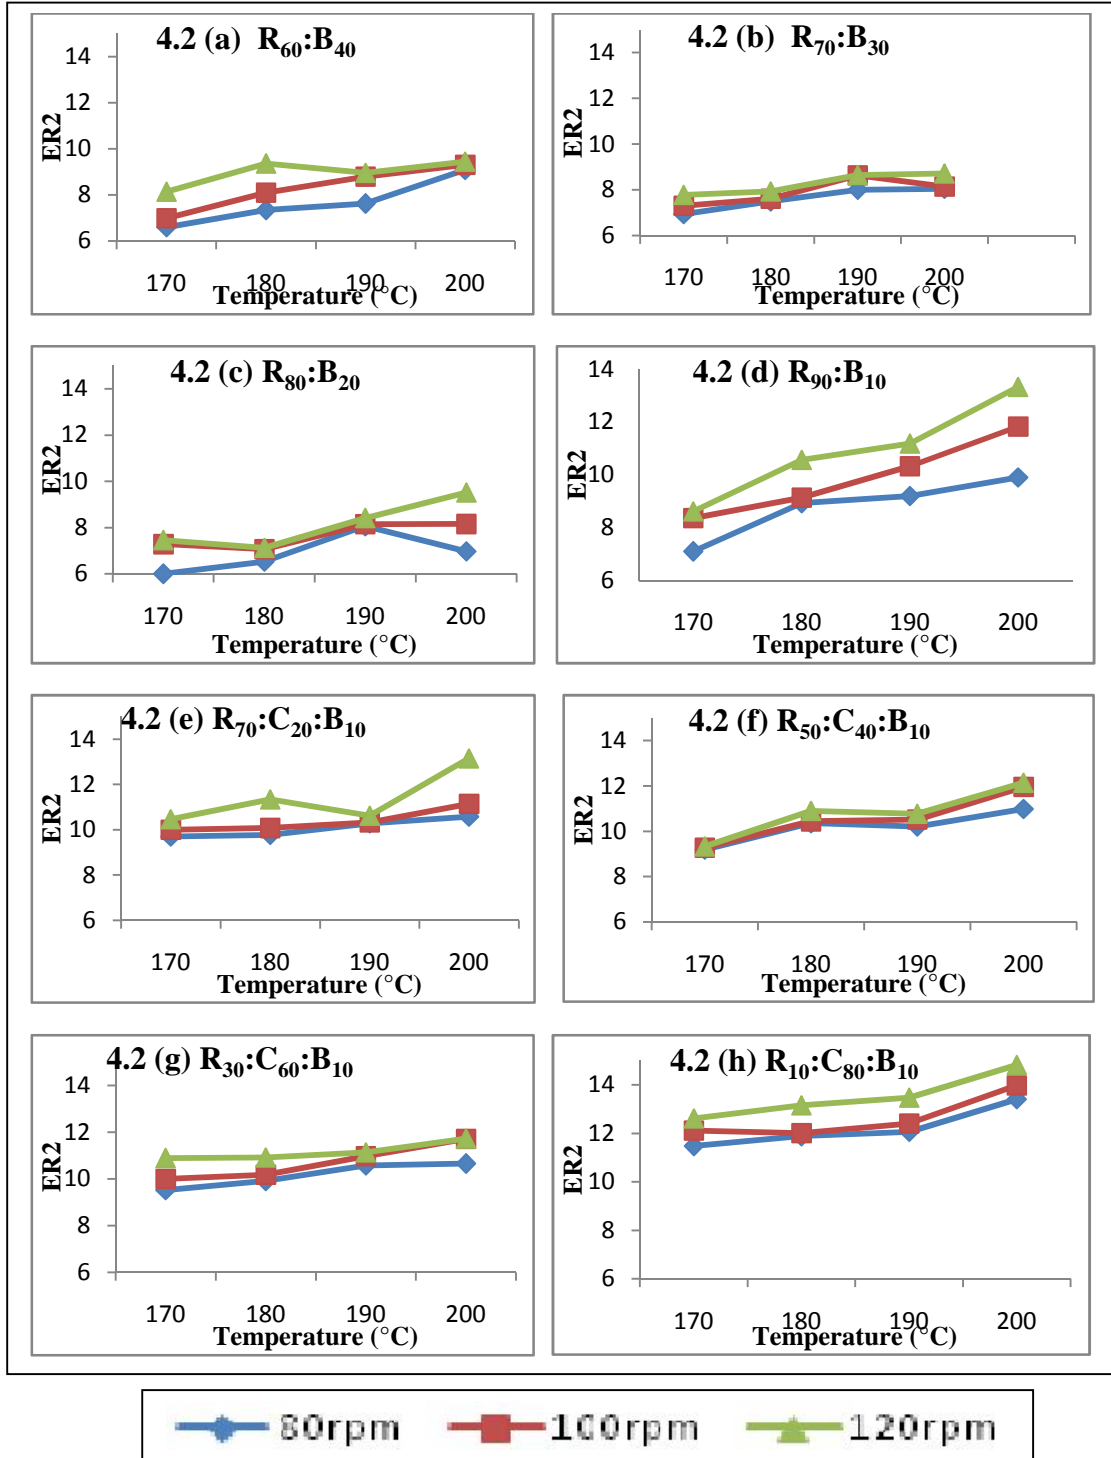 4.2 (a) R60:B40
14
12
10
8
6
ER2
170 180 190 200
Temperature (°C)
4.2 (b) R70:B30
14
12
10
8
6
ER2
170 180 190 200
Temperature (°C)
4.2 (c) R80:B20
14
12
10
8
6
ER2
170 180 190 200
Temperature (°C)
4.2 (d) R90:B10
14
12
10
8
6
ER2
170 180 190 200
Temperature (°C)
4.2 (e) R70:C20:B10
14
12
10
8
6
ER2
170 180 190 200
Temperature (°C)
4.2 (f) R50:C40:B10
14
12
10
8
6
ER2
170 180 190 200
Temperature (°C)
4.2 (g) R30:C60:B10
14
12
10
8
6
ER2
170 180 190 200
Temperature (°C)
4.2 (h) R10:C80:B10
14
12
10
8
6
ER2
170 180 190 200
Temperature (°C)
80rpm 100rpm 120rpm